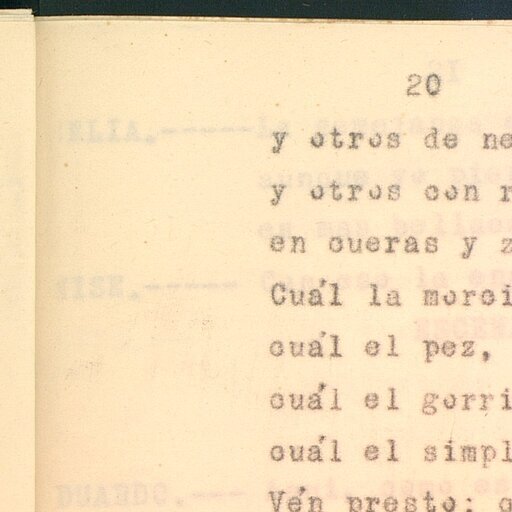 20
y otros de ne
y otros con r
en cueras y z
Cuál la morci
cuál el pez,
cuál el gorri
cuál el simpl
Vén presto; q